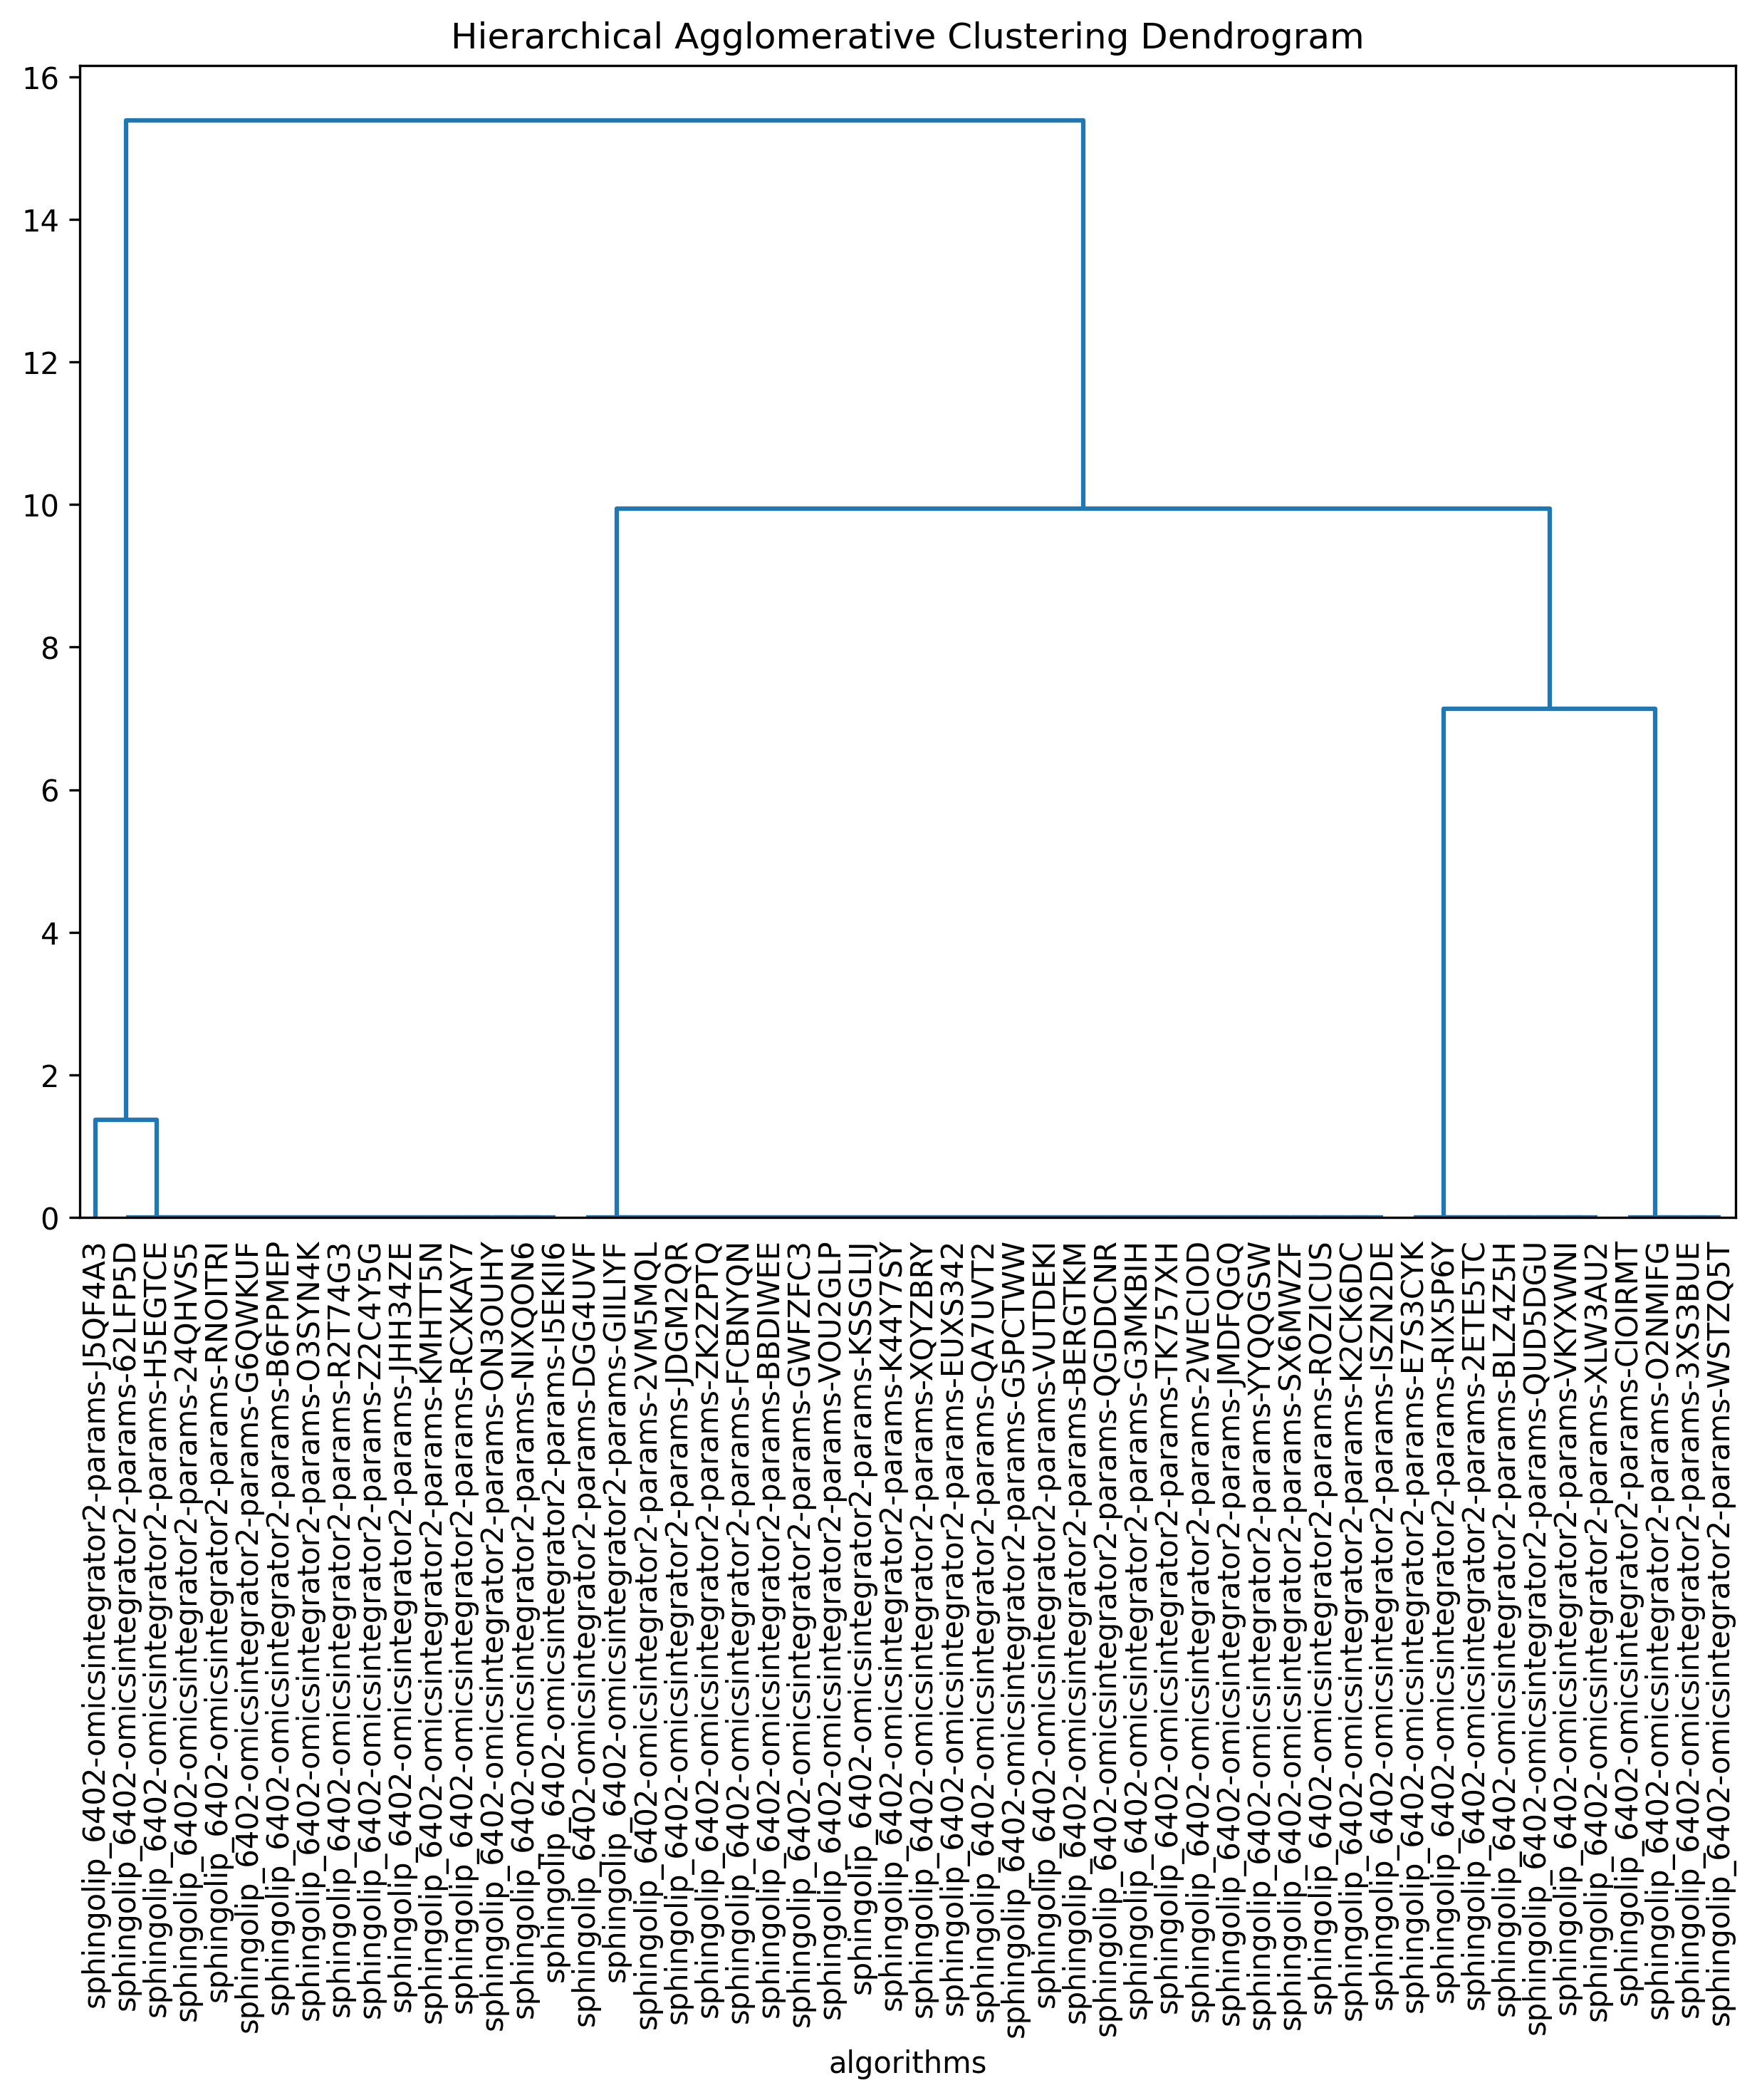 Hierarchical Agglomerative Clustering Dendrogram
16
14
12
10
8
6
4
2
0
sphingolip_6402-omicsintegrator2-params-J5QF4A3
sphingolip_6402-omicsintegrator2-params-62LFP5D
sphingolip_6402-omicsintegrator2-params-H5EGTCE
sphingolip_6402-omicsintegrator2-params-24QHVS5
sphingolip_6402-omicsintegrator2-params-RNOITRI
sphingolip_6402-omicsintegrator2-params-G6QWKUF
sphingolip_6402-omicsintegrator2-params-B6FPMEP
sphingolip_6402-omicsintegrator2-params-O3SYN4K
sphingolip_6402-omicsintegrator2-params-R2T74G3
sphingolip_6402-omicsintegrator2-params-Z2C4Y5G
sphingolip_6402-omicsintegrator2-params-JHH34ZE
sphingolip_6402-omicsintegrator2-params-KMHTT5N
sphingolip_6402-omicsintegrator2-params-RCXKAY7
sphingolip_6402-omicsintegrator2-params-ON3OUHY
sphingolip_6402-omicsintegrator2-params-NIXQON6
sphingolip_6402-omicsintegrator2-params-I5EKII6
sphingolip_6402-omicsintegrator2-params-DGG4UVF
sphingolip_6402-omicsintegrator2-params-GIILIYF
sphingolip_6402-omicsintegrator2-params-2VM5MQL
sphingolip_6402-omicsintegrator2-params-JDGM2QR
sphingolip_6402-omicsintegrator2-params-ZK2ZPTQ
sphingolip_6402-omicsintegrator2-params-FCBNYQN
sphingolip_6402-omicsintegrator2-params-BBDIWEE
sphingolip_6402-omicsintegrator2-params-GWFZFC3
sphingolip_6402-omicsintegrator2-params-VOU2GLP
sphingolip_6402-omicsintegrator2-params-KSSGLIJ
sphingolip_6402-omicsintegrator2-params-K44Y7SY
sphingolip_6402-omicsintegrator2-params-XQYZBRY
sphingolip_6402-omicsintegrator2-params-EUXS342
sphingolip_6402-omicsintegrator2-params-QA7UVT2
sphingolip_6402-omicsintegrator2-params-G5PCTWW
sphingolip_6402-omicsintegrator2-params-VUTDEKI
sphingolip_6402-omicsintegrator2-params-BERGTKM
sphingolip_6402-omicsintegrator2-params-QGDDCNR
sphingolip_6402-omicsintegrator2-params-G3MKBIH
sphingolip_6402-omicsintegrator2-params-TK757XH
sphingolip_6402-omicsintegrator2-params-2WECIOD
sphingolip_6402-omicsintegrator2-params-JMDFQGQ
sphingolip_6402-omicsintegrator2-params-YYQQGSW
sphingolip_6402-omicsintegrator2-params-SX6MWZF
sphingolip_6402-omicsintegrator2-params-ROZICUS
sphingolip_6402-omicsintegrator2-params-K2CK6DC
sphingolip_6402-omicsintegrator2-params-ISZN2DE
sphingolip_6402-omicsintegrator2-params-E7S3CYK
sphingolip_6402-omicsintegrator2-params-RIX5P6Y
sphingolip_6402-omicsintegrator2-params-2ETE5TC
sphingolip_6402-omicsintegrator2-params-BLZ4Z5H
sphingolip_6402-omicsintegrator2-params-QUD5DGU
sphingolip_6402-omicsintegrator2-params-VKYXWNI
sphingolip_6402-omicsintegrator2-params-XLW3AU2
sphingolip_6402-omicsintegrator2-params-CIOIRMT
sphingolip_6402-omicsintegrator2-params-O2NMIFG
sphingolip_6402-omicsintegrator2-params-3XS3BUE
sphingolip_6402-omicsintegrator2-params-WSTZQ5T
algorithms